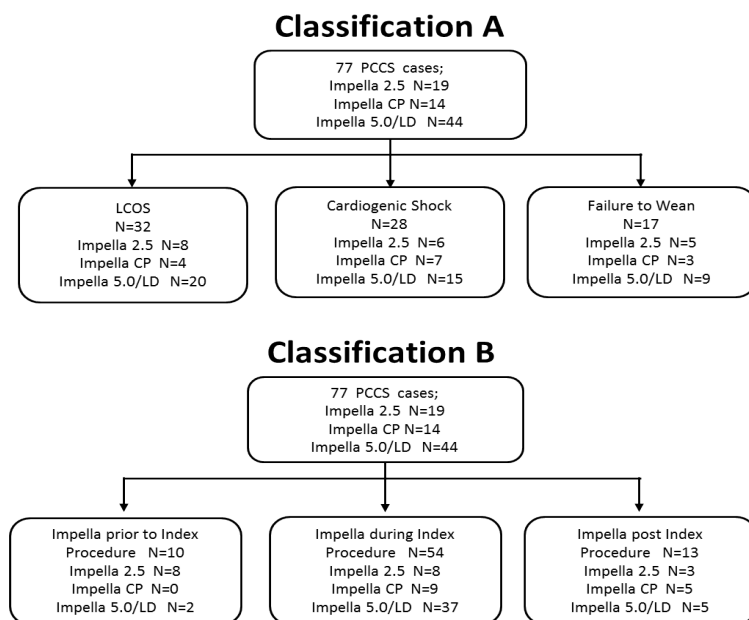 Classification A
77 PCCS cases;
Impella 2.5 N=19
Impella CP N=14
Impella 5.0/LD N=44
LCOS
N=32
Impella 2.5 N=8
Impella CP N=4
Impella 5.0/LD N=20
Cardiogenic Shock
N=28
Impella 2.5 N=6
Impella CP N=7
Impella 5.0/LD N=15
Failure to Wean
N=17
Impella 2.5 N=5
Impella CP N=3
Impella 5.0/LD N=9
Classification B
77 PCCS cases;
Impella 2.5 N=19
Impella CP N=14
Impella 5.0/LD N=44
Impella prior to Index
Procedure N=10
Impella 2.5 N=8
Impella CP N=0
Impella 5.0/LD N=2
Impella during Index
Procedure N=54
Impella 2.5 N=8
Impella CP N=9
Impella 5.0/LD N=37
Impella post Index
Procedure N=13
Impella 2.5 N=3
Impella CP N=5
Impella 5.0/LD N=5